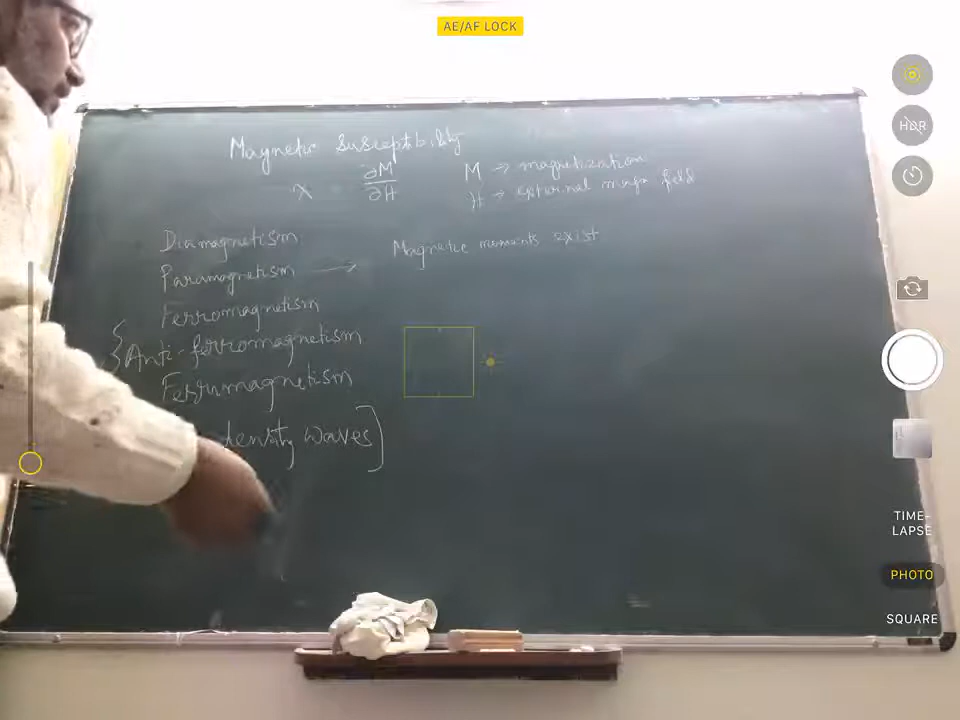 AE/AF LOCK
HDR
Magnetic Susceptibility
χ ∂M/∂H
M → magnetization
H → external magn field
Diamagnetism
Paramagnetism → Magnetic moments exist
Ferromagnetism
{ Anti-ferromagnetism
Ferrumagnetism
density waves]
TIME-
LAPSE
PHOTO
SQUARE